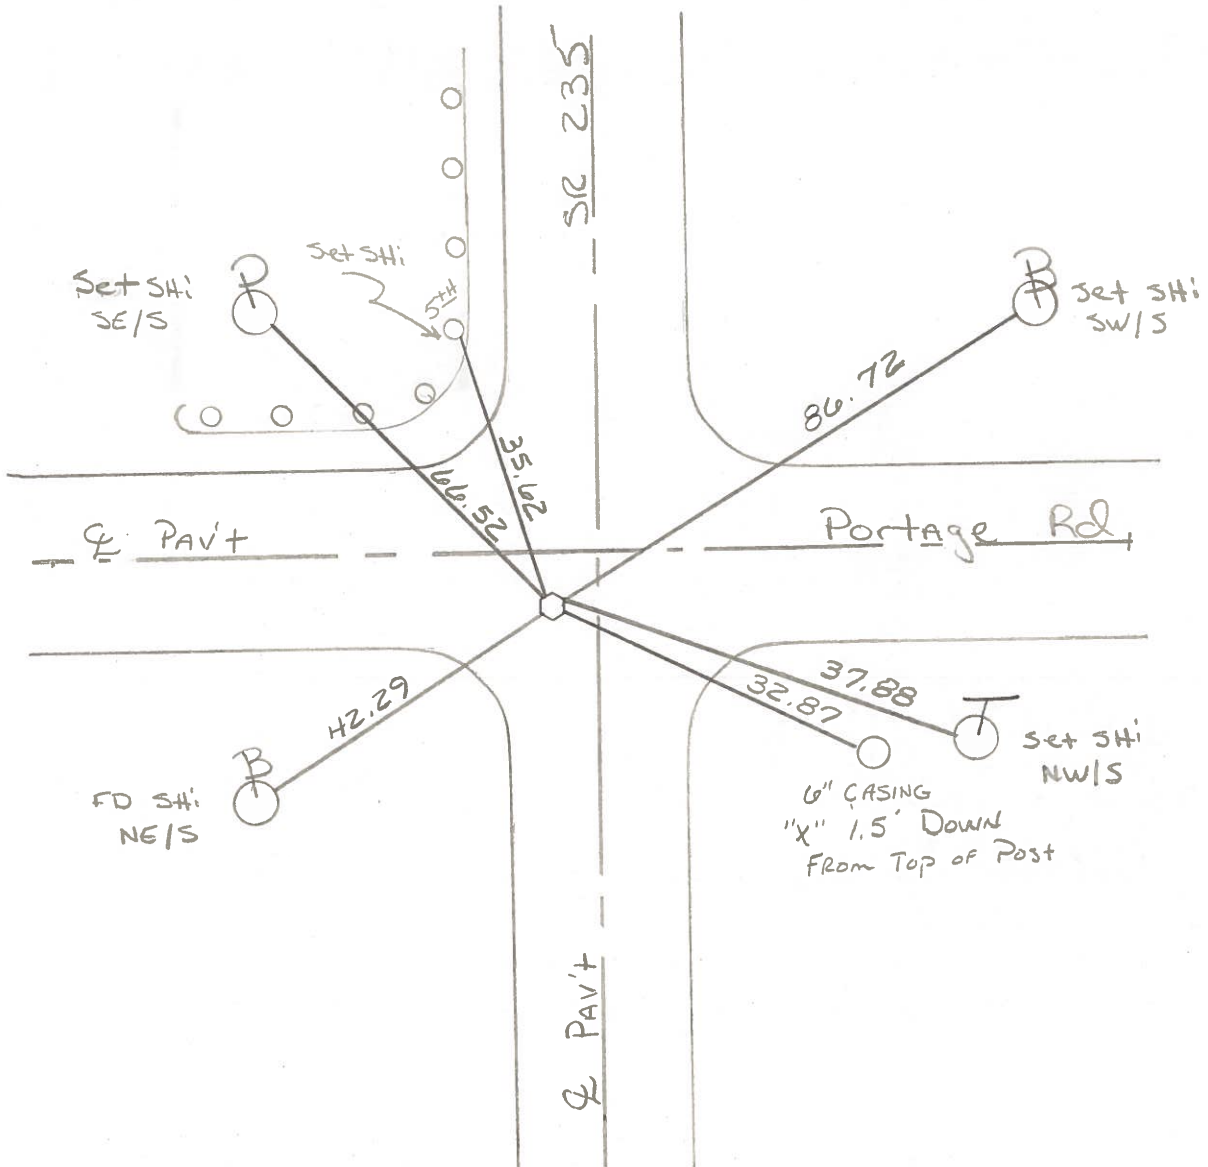 SR 235
Set SHi
5TH
P
Set SHi
SE/S
B
Set SHi
SW/S
86.72
35.62
66.52
℄ PAV't
Portage Rd
42.29
37.88
32.87
B
FD SHi
NE/S
T
Set SHi
NW/S
6" CASING
"X" 1.5' DOWN
FROM TOP OF POST
℄ PAV't